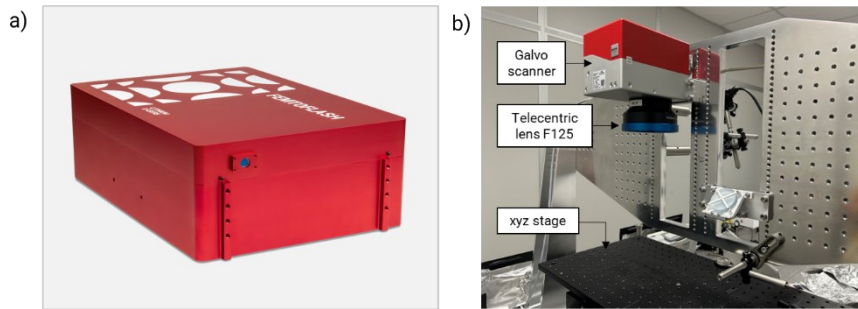 a)
b)
FEMTOFLASH
Galvo
scanner
Telecentric
lens F125
xyz stage